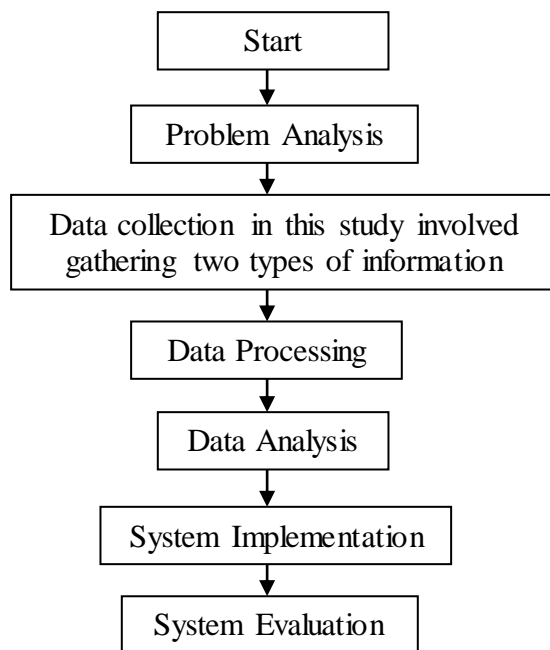 Start
Problem Analysis
Data collection in this study involved
gathering two types of information
Data Processing
Data Analysis
System Implementation
System Evaluation